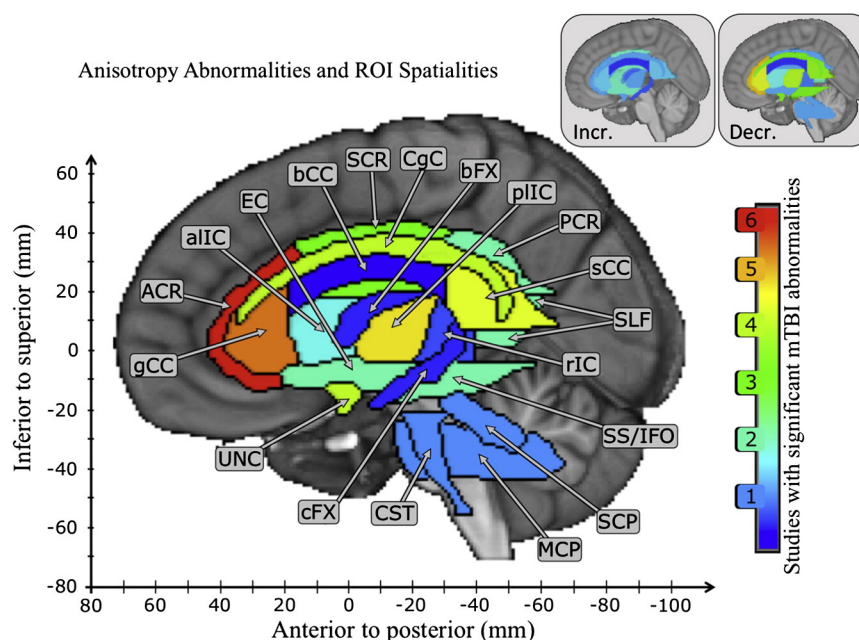 Anisotropy Abnormalities and ROI Spatialities
Incr.
Decr.
SCR
CgC
bCC
bFX
EC
plIC
alIC
PCR
sCC
ACR
SLF
gCC
rIC
UNC
SS/IFO
cFX
CST
SCP
MCP
Inferior to superior (mm)
60
40
20
0
-20
-40
-60
-80
80
60
40
20
0
-20
-40
-60
-80
-100
Anterior to posterior (mm)
6
5
4
3
2
1
Studies with significant mTBI abnormalities